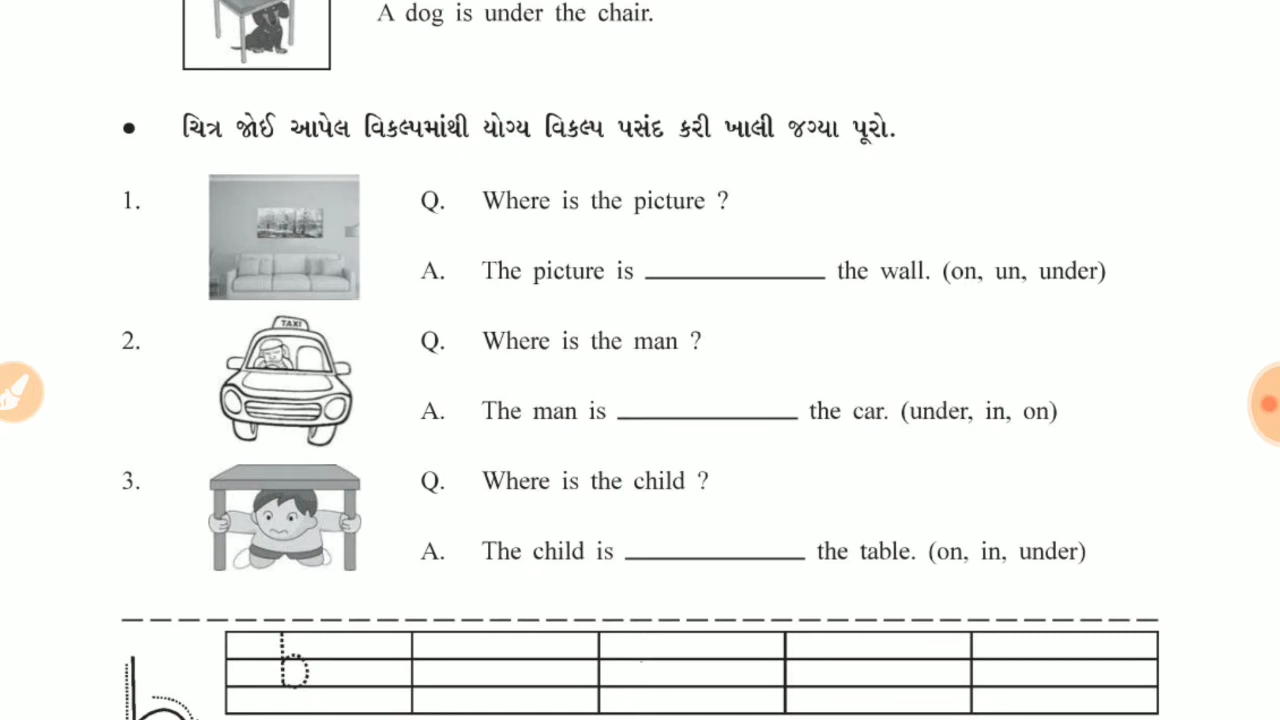 A dog is under the chair.
• ચિત્ર જોઈ આપેલ વિકલ્પમાંથી યોગ્ય વિકલ્પ પસંદ કરી ખાલી જગ્યા પૂરો.
1. Q. Where is the picture ?
A. The picture is ____________ the wall. (on, un, under)
TAXI
2. Q. Where is the man ?
A. The man is ____________ the car. (under, in, on)
3. Q. Where is the child ?
A. The child is ____________ the table. (on, in, under)
b